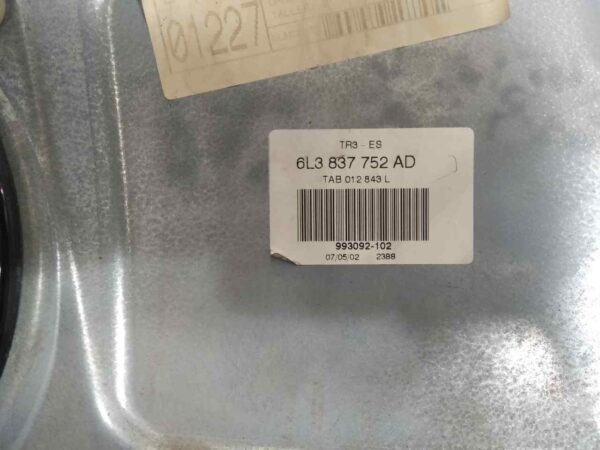 01227
TR3 - ES
6L3 837 752 AD
TAB 012 843 L
993092-102
07/05/02 2388